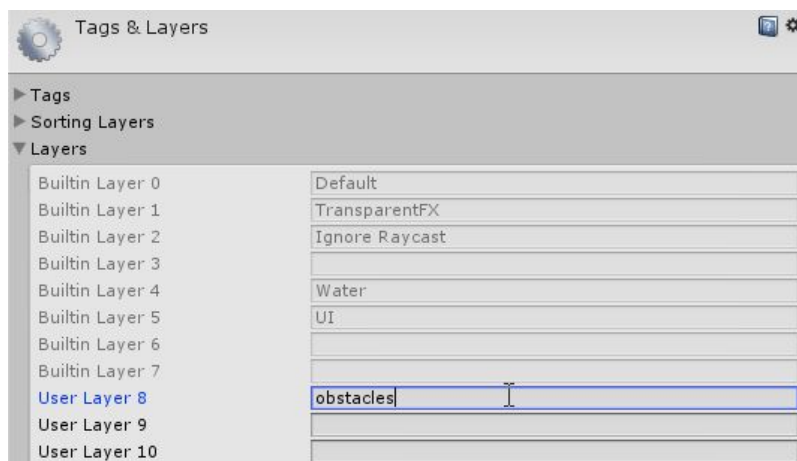 Tags & Layers
Tags
Sorting Layers
Layers
Builtin Layer 0 Default
Builtin Layer 1 TransparentFX
Builtin Layer 2 Ignore Raycast
Builtin Layer 3
Builtin Layer 4 Water
Builtin Layer 5 UI
Builtin Layer 6
Builtin Layer 7
User Layer 8 obstacles
User Layer 9
User Layer 10